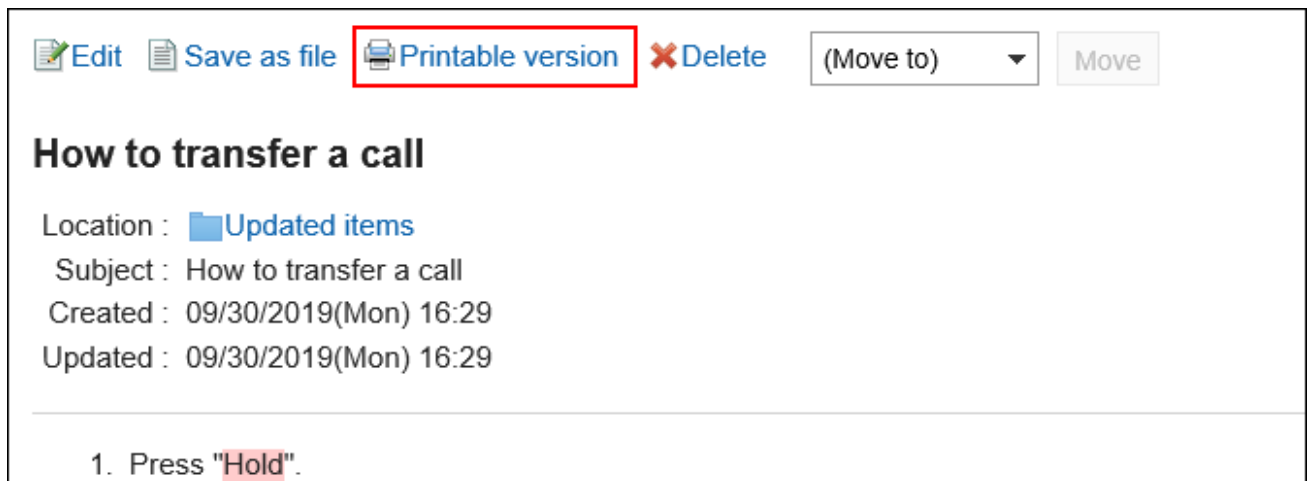 Edit Save as file Printable version Delete (Move to) Move
How to transfer a call
Location : Updated items
Subject : How to transfer a call
Created : 09/30/2019(Mon) 16:29
Updated : 09/30/2019(Mon) 16:29
1. Press "Hold".